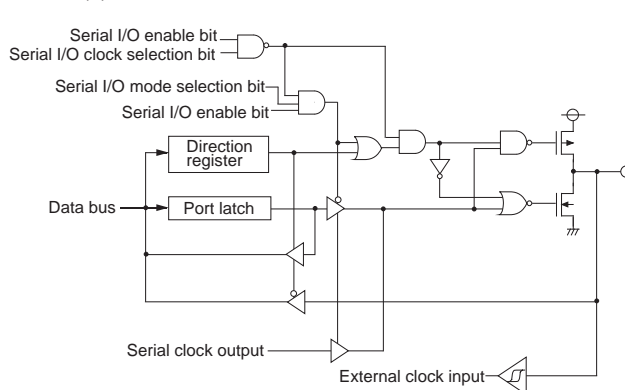 Serial I/O enable bit
Serial I/O clock selection bit
Serial I/O mode selection bit
Serial I/O enable bit
Direction
register
Data bus
Port latch
Serial clock output
External clock input